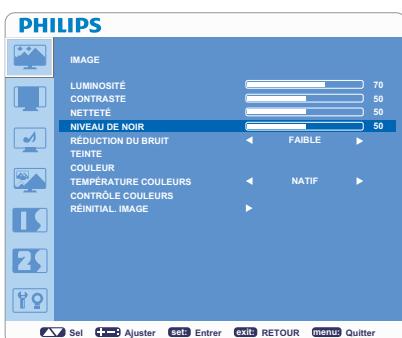 PHILIPS
IMAGE
LUMINOSITÉ 70
CONTRASTE 50
NETTETÉ 50
NIVEAU DE NOIR 50
RÉDUCTION DU BRUIT FAIBLE
TEINTE
COULEUR
TEMPÉRATURE COULEURS NATIF
CONTRÔLE COULEURS
RÉINITIAL. IMAGE
Sel Ajuster set: Entrer exit: RETOUR menu: Quitter